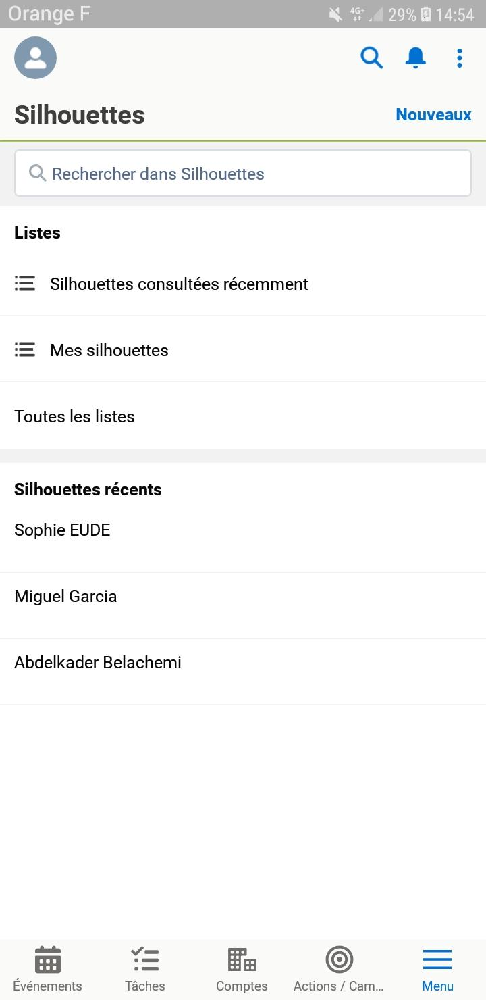 Orange F
4G+ 29% 14:54
Silhouettes
Nouveaux
Rechercher dans Silhouettes
Listes
Silhouettes consultées récemment
Mes silhouettes
Toutes les listes
Silhouettes récents
Sophie EUDE
Miguel Garcia
Abdelkader Belachemi
Événements
Tâches
Comptes
Actions / Cam...
Menu